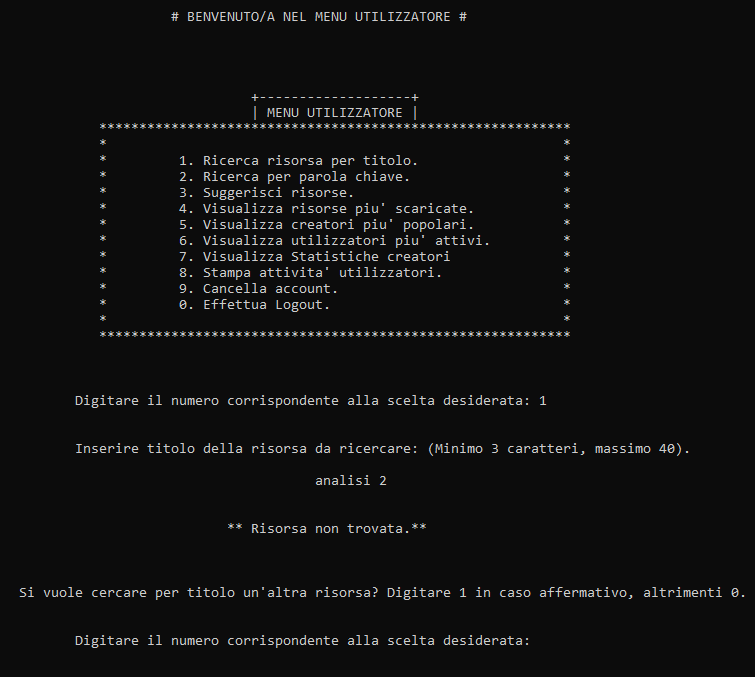 # BENVENUTO/A NEL MENU UTILIZZATORE #
+-------------------+
| MENU UTILIZZATORE |
***********************************************************
* *
* 1. Ricerca risorsa per titolo. *
* 2. Ricerca per parola chiave. *
* 3. Suggerisci risorse. *
* 4. Visualizza risorse piu' scaricate. *
* 5. Visualizza creatori piu' popolari. *
* 6. Visualizza utilizzatori piu' attivi. *
* 7. Visualizza Statistiche creatori *
* 8. Stampa attivita' utilizzatori. *
* 9. Cancella account. *
* 0. Effettua Logout. *
* *
***********************************************************
Digitare il numero corrispondente alla scelta desiderata: 1
Inserire titolo della risorsa da ricercare: (Minimo 3 caratteri, massimo 40).
analisi 2
** Risorsa non trovata.**
Si vuole cercare per titolo un'altra risorsa? Digitare 1 in caso affermativo, altrimenti 0.
Digitare il numero corrispondente alla scelta desiderata: